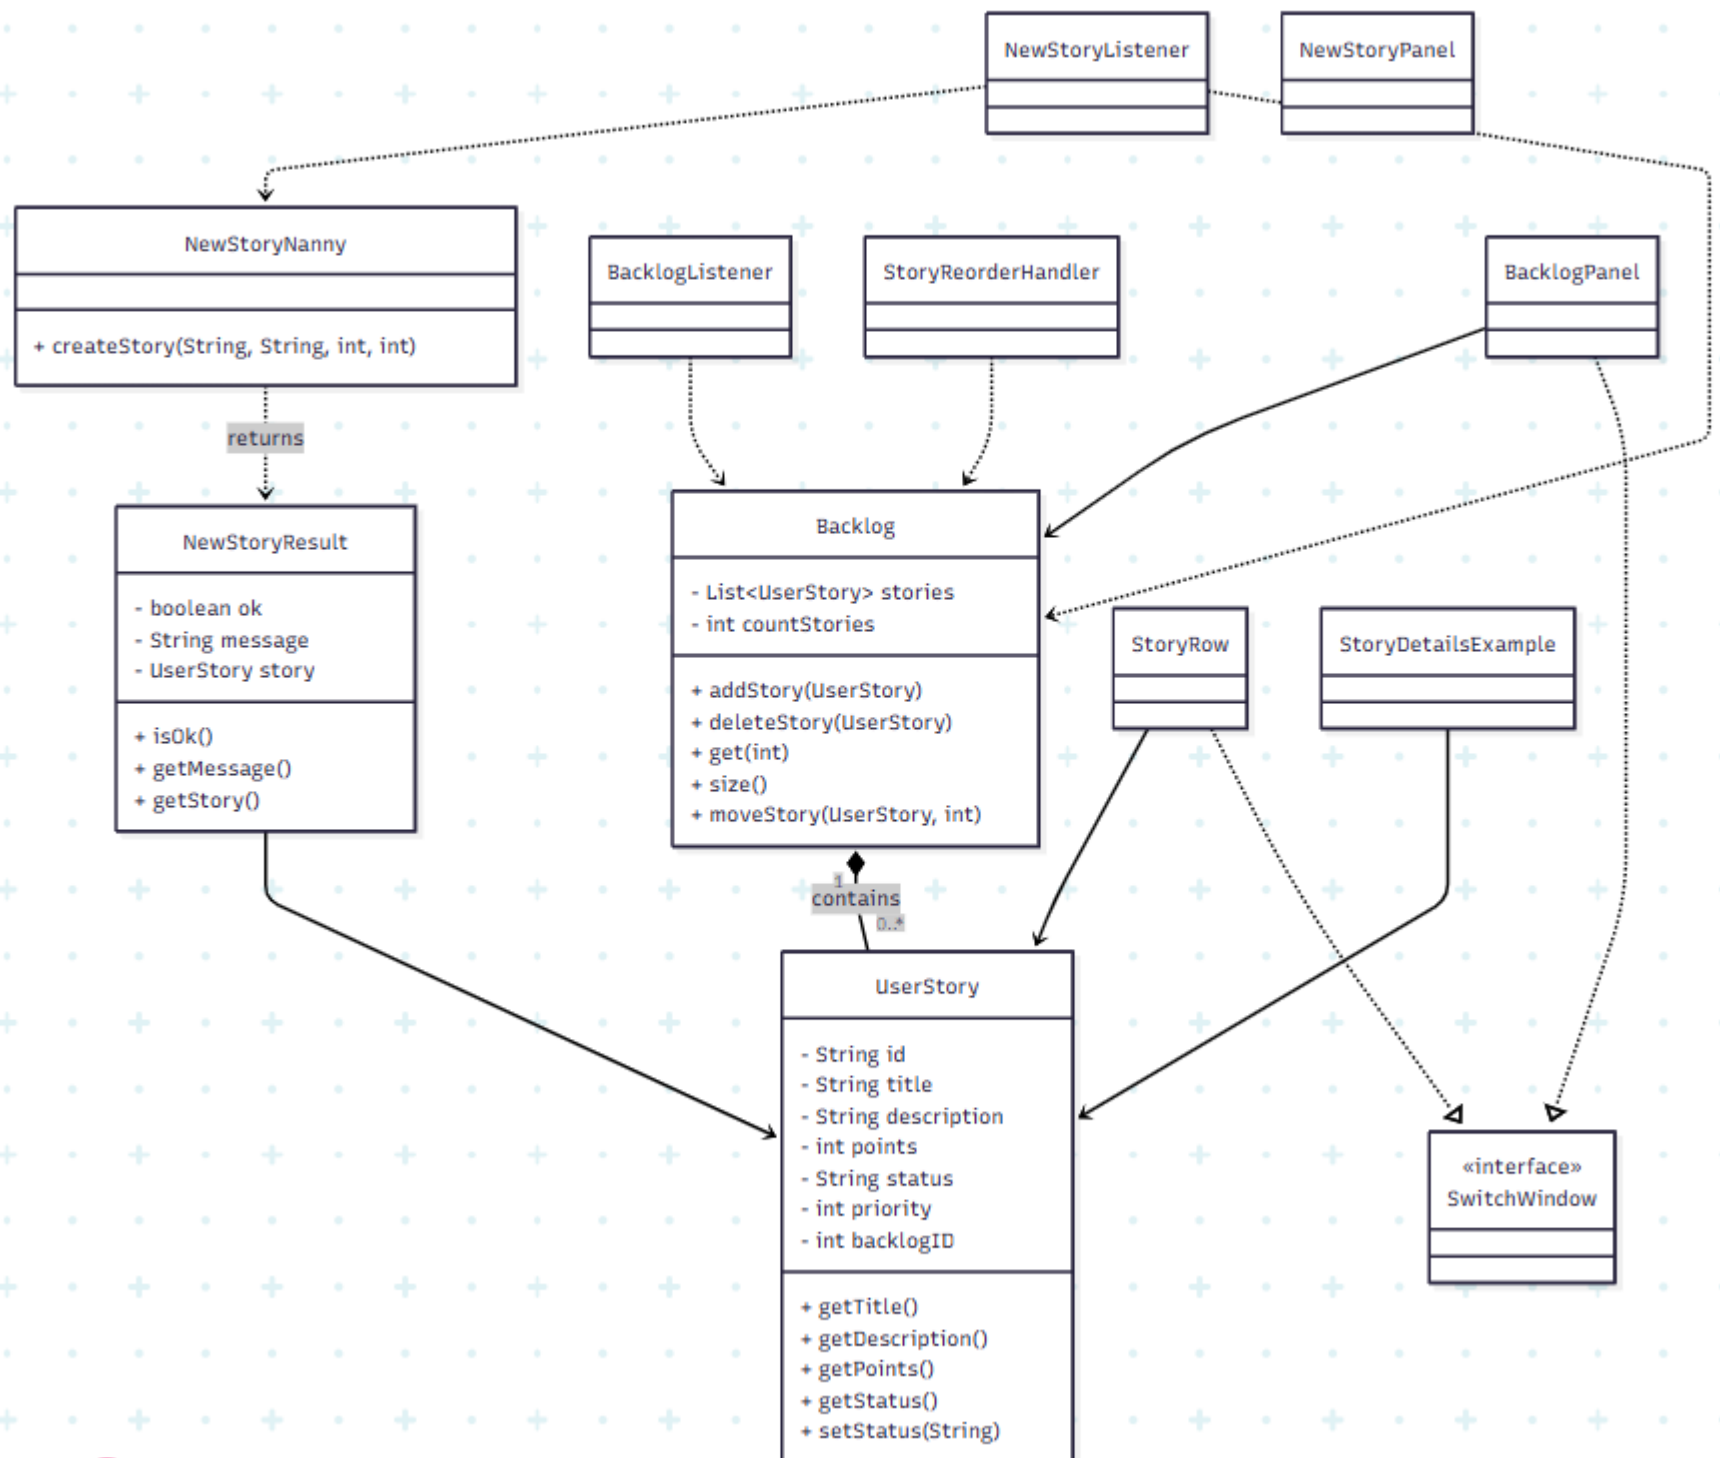 NewStoryListener
NewStoryPanel
NewStoryNanny
+ createStory(String, String, int, int)
BacklogListener
StoryReorderHandler
BacklogPanel
returns
NewStoryResult
- boolean ok
- String message
- UserStory story
+ isOk()
+ getMessage()
+ getStory()
Backlog
- List<UserStory> stories
- int countStories
+ addStory(UserStory)
+ deleteStory(UserStory)
+ get(int)
+ size()
+ moveStory(UserStory, int)
StoryRow
StoryDetailsExample
1
contains
0..*
UserStory
- String id
- String title
- String description
- int points
- String status
- int priority
- int backlogID
+ getTitle()
+ getDescription()
+ getPoints()
+ getStatus()
+ setStatus(String)
«interface»
SwitchWindow